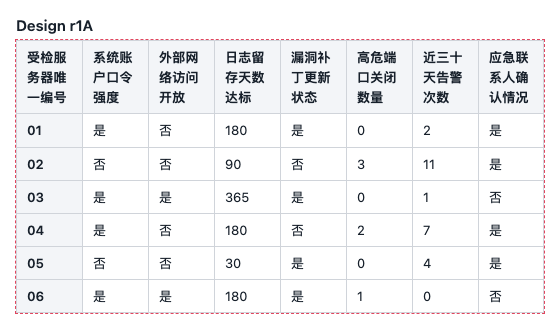 Design r1A
受检服 系统账 外部网 日志留 漏洞补 高危端 近三十 应急联
务器唯 户口令 络访问 存天数 丁更新 口关闭 天告警 系人确
一编号 强度 开放 达标 状态 数量 次数 认情况
01 是 否 180 是 0 2 是
02 否 否 90 否 3 11 是
03 是 是 365 是 0 1 否
04 是 否 180 否 2 7 是
05 否 否 30 是 0 4 是
06 是 是 180 是 1 0 否